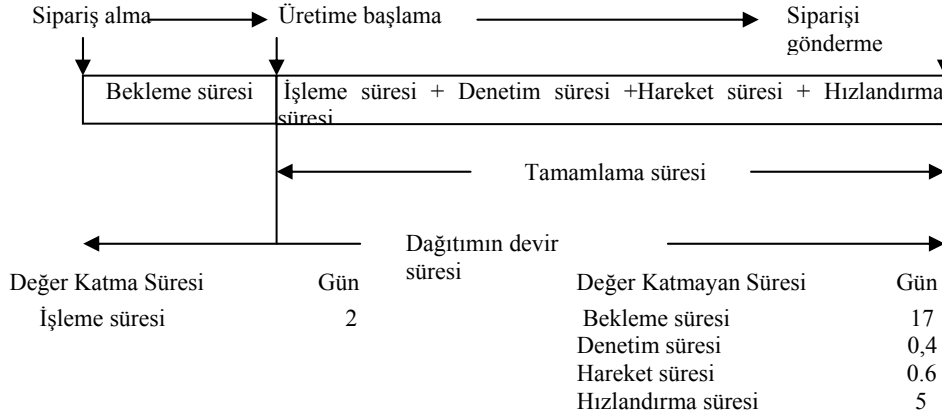 Sipariş alma Üretime başlama Siparişi
gönderme
Bekleme süresi İşleme süresi + Denetim süresi +Hareket süresi + Hızlandırma
süresi
Tamamlama süresi
Dağıtımın devir
süresi
Değer Katma Süresi Gün Değer Katmayan Süresi Gün
İşleme süresi 2 Bekleme süresi 17
Denetim süresi 0,4
Hareket süresi 0.6
Hızlandırma süresi 5